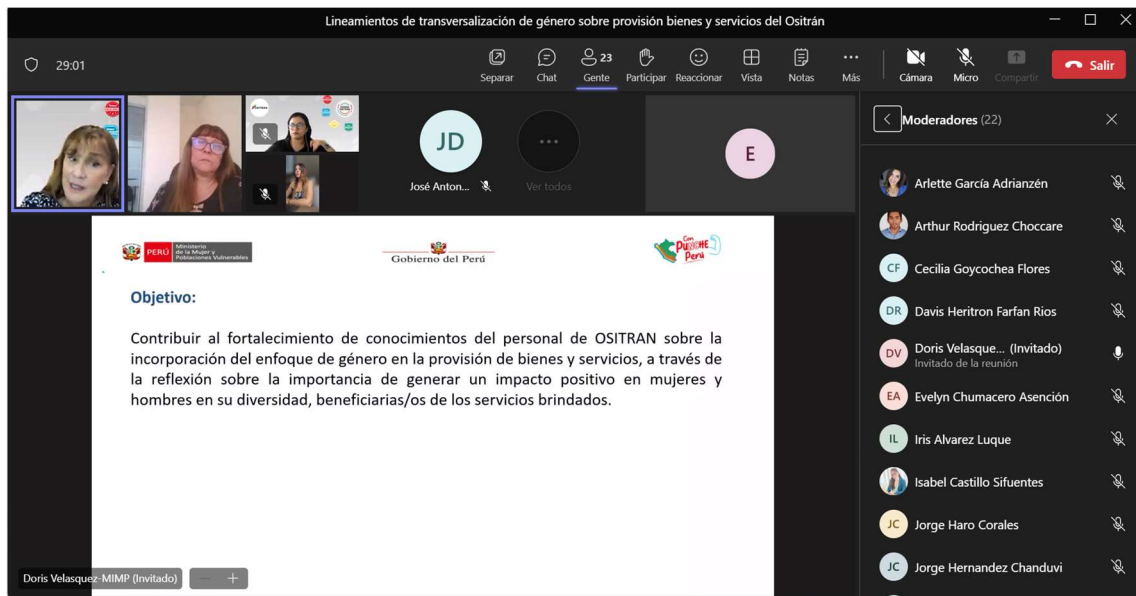 Lineamientos de transversalización de género sobre provisión bienes y servicios del Ositrán
29:01
Separar
Chat
23
Gente
Participar
Reaccionar
Vista
Notas
Más
Cámara
Micro
Compartir
Salir
JD
José Anton...
Ver todos
E
PERÚ
Ministerio
de la Mujer y
Poblaciones Vulnerables
Gobierno del Perú
Con
PUNCHE
Perú
Objetivo:
Contribuir al fortalecimiento de conocimientos del personal de OSITRAN sobre la
incorporación del enfoque de género en la provisión de bienes y servicios, a través de
la reflexión sobre la importancia de generar un impacto positivo en mujeres y
hombres en su diversidad, beneficiarias/os de los servicios brindados.
Doris Velasquez-MIMP (Invitado)
Moderadores (22)
Arlette García Adrianzén
Arthur Rodriguez Choccare
CF
Cecilia Goycochea Flores
DR
Davis Heritron Farfan Rios
DV
Doris Velasque... (Invitado)
Invitado de la reunión
EA
Evelyn Chumacero Asención
IL
Iris Alvarez Luque
Isabel Castillo Sifuentes
JC
Jorge Haro Corales
JC
Jorge Hernandez Chanduvi